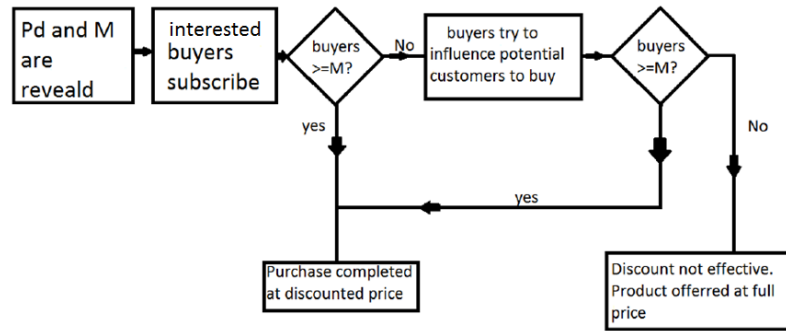 Pd and M
are
reveald
interested
buyers
subscribe
buyers
>=M?
No
buyers try to
influence potential
customers to buy
buyers
>=M?
yes
No
yes
Purchase completed
at discounted price
Discount not effective.
Product offerred at full
price